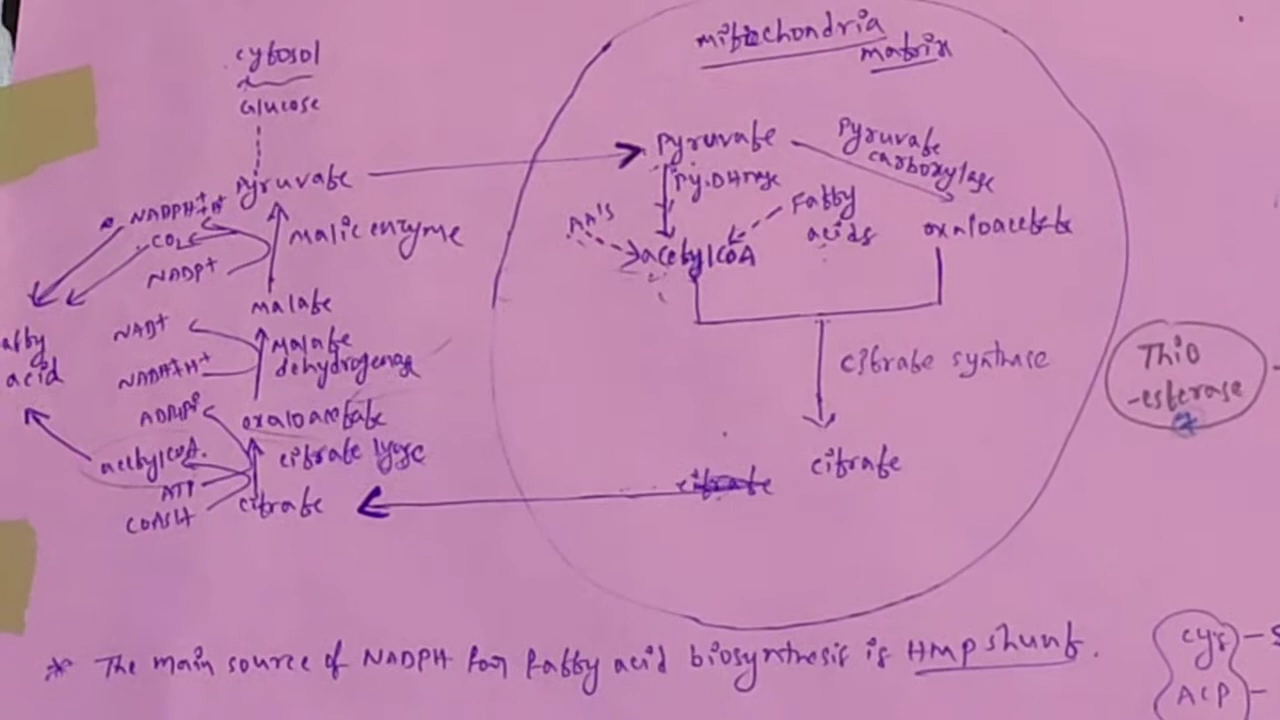 cytosol
Glucose
pyruvate
NADPH+H+
CO2
NADP+
malic enzyme
malate
NAD+
NADH+H+
malate
dehydrogenase
acid
ADP+Pi
oxaloacetate
acetylCoA
citrate lyase
ATP
COASH
citrate
mitochondria
matrix
pyruvate
pyruvate
carboxylase
py.DHnase
AA's
Fatty
acids
acetylCoA
oxaloacetate
citrate synthase
citrate
citrate
Thio
-esterase
* The main source of NADPH for fatty acid biosynthesis is HMP shunt.
cys - S
ACP -